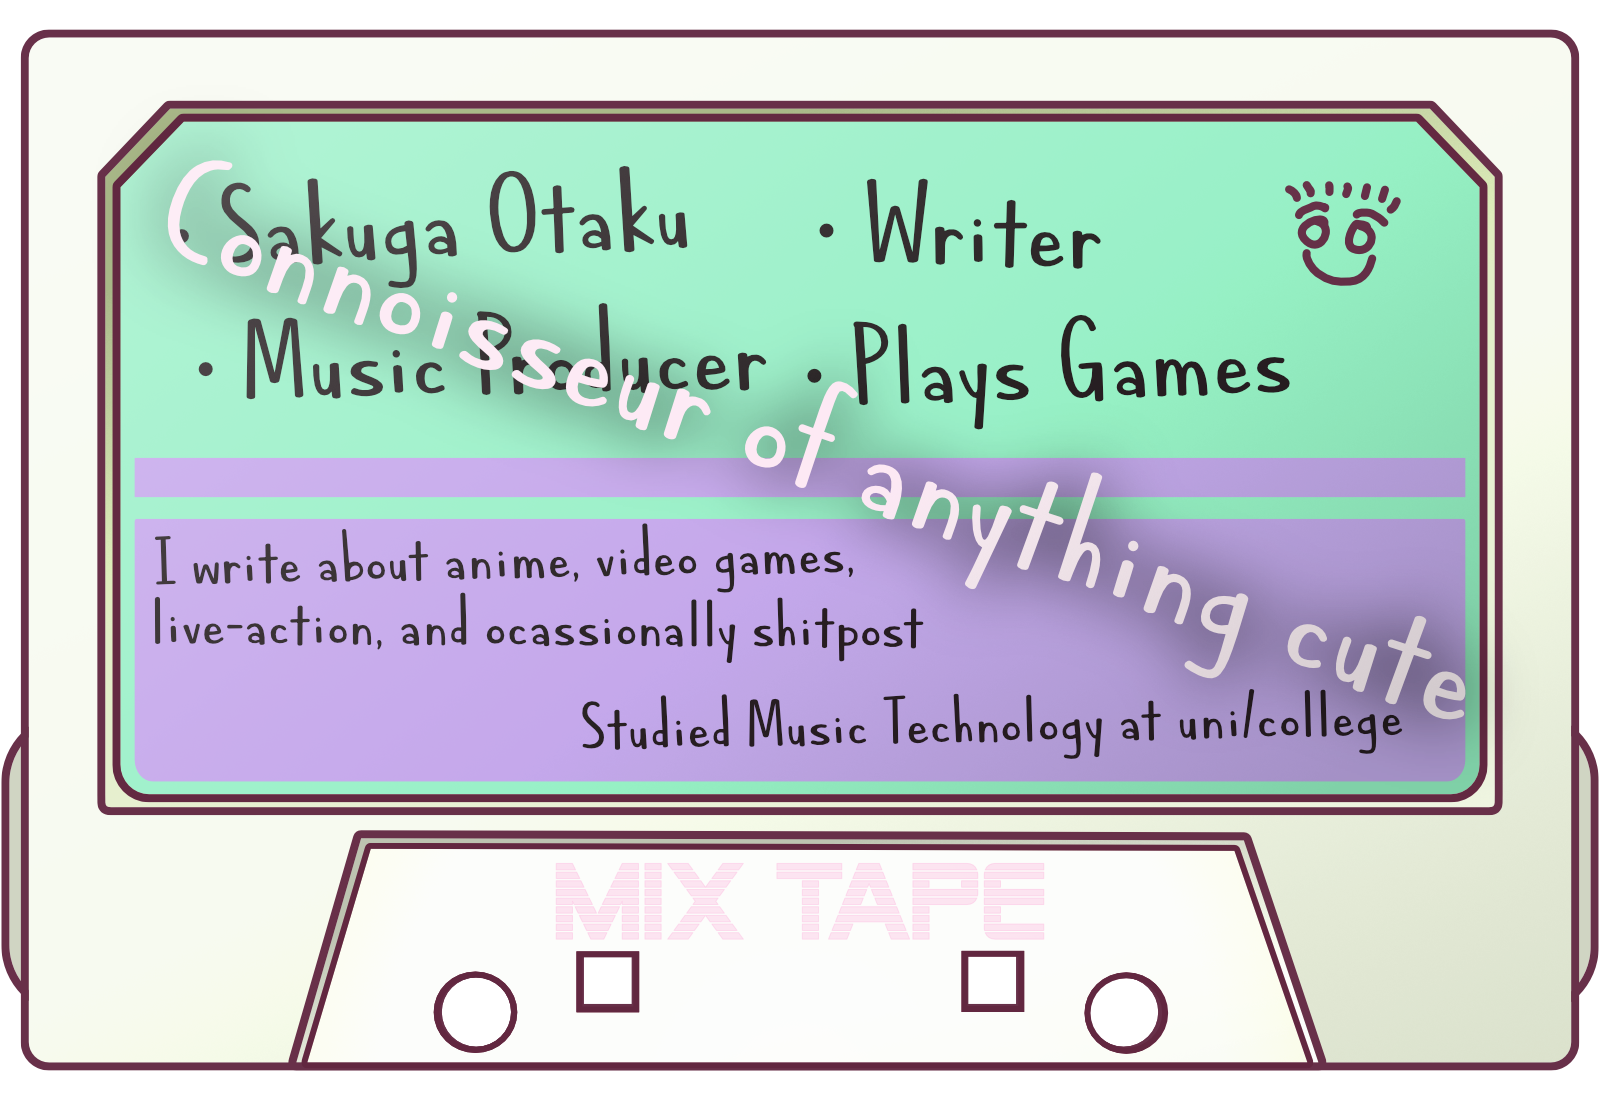 • Sakuga Otaku
• Writer
• Music Producer
• Plays Games
Connoisseur of anything cute
I write about anime, video games,
live-action, and ocassionally shitpost
Studied Music Technology at uni/college
MIX TAPE